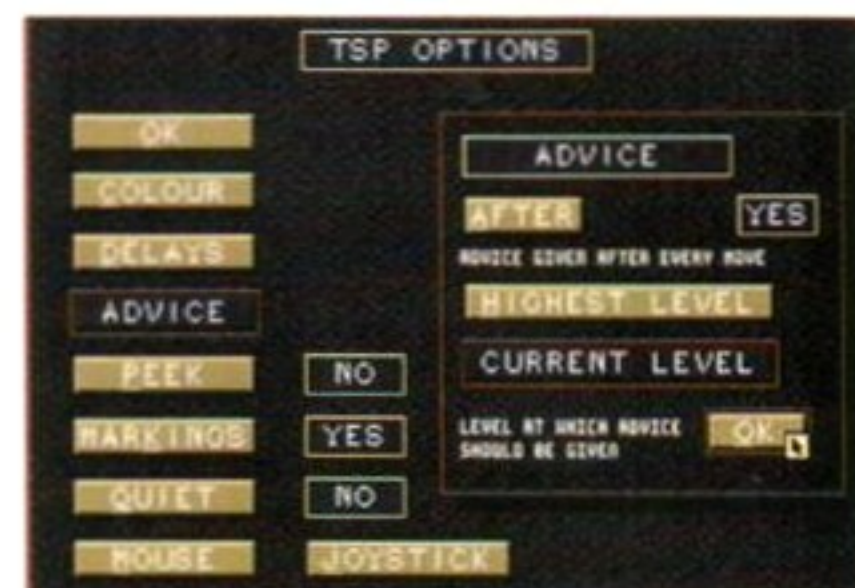 TSP OPTIONS
OK
COLOUR
DELAYS
ADVICE
PEEK NO
MARKINGS YES
QUIET NO
MOUSE JOYSTICK
ADVICE
AFTER YES
ADVICE GIVEN AFTER EVERY MOVE
HIGHEST LEVEL
CURRENT LEVEL
LEVEL AT WHICH ADVICE
SHOULD BE GIVEN
OK